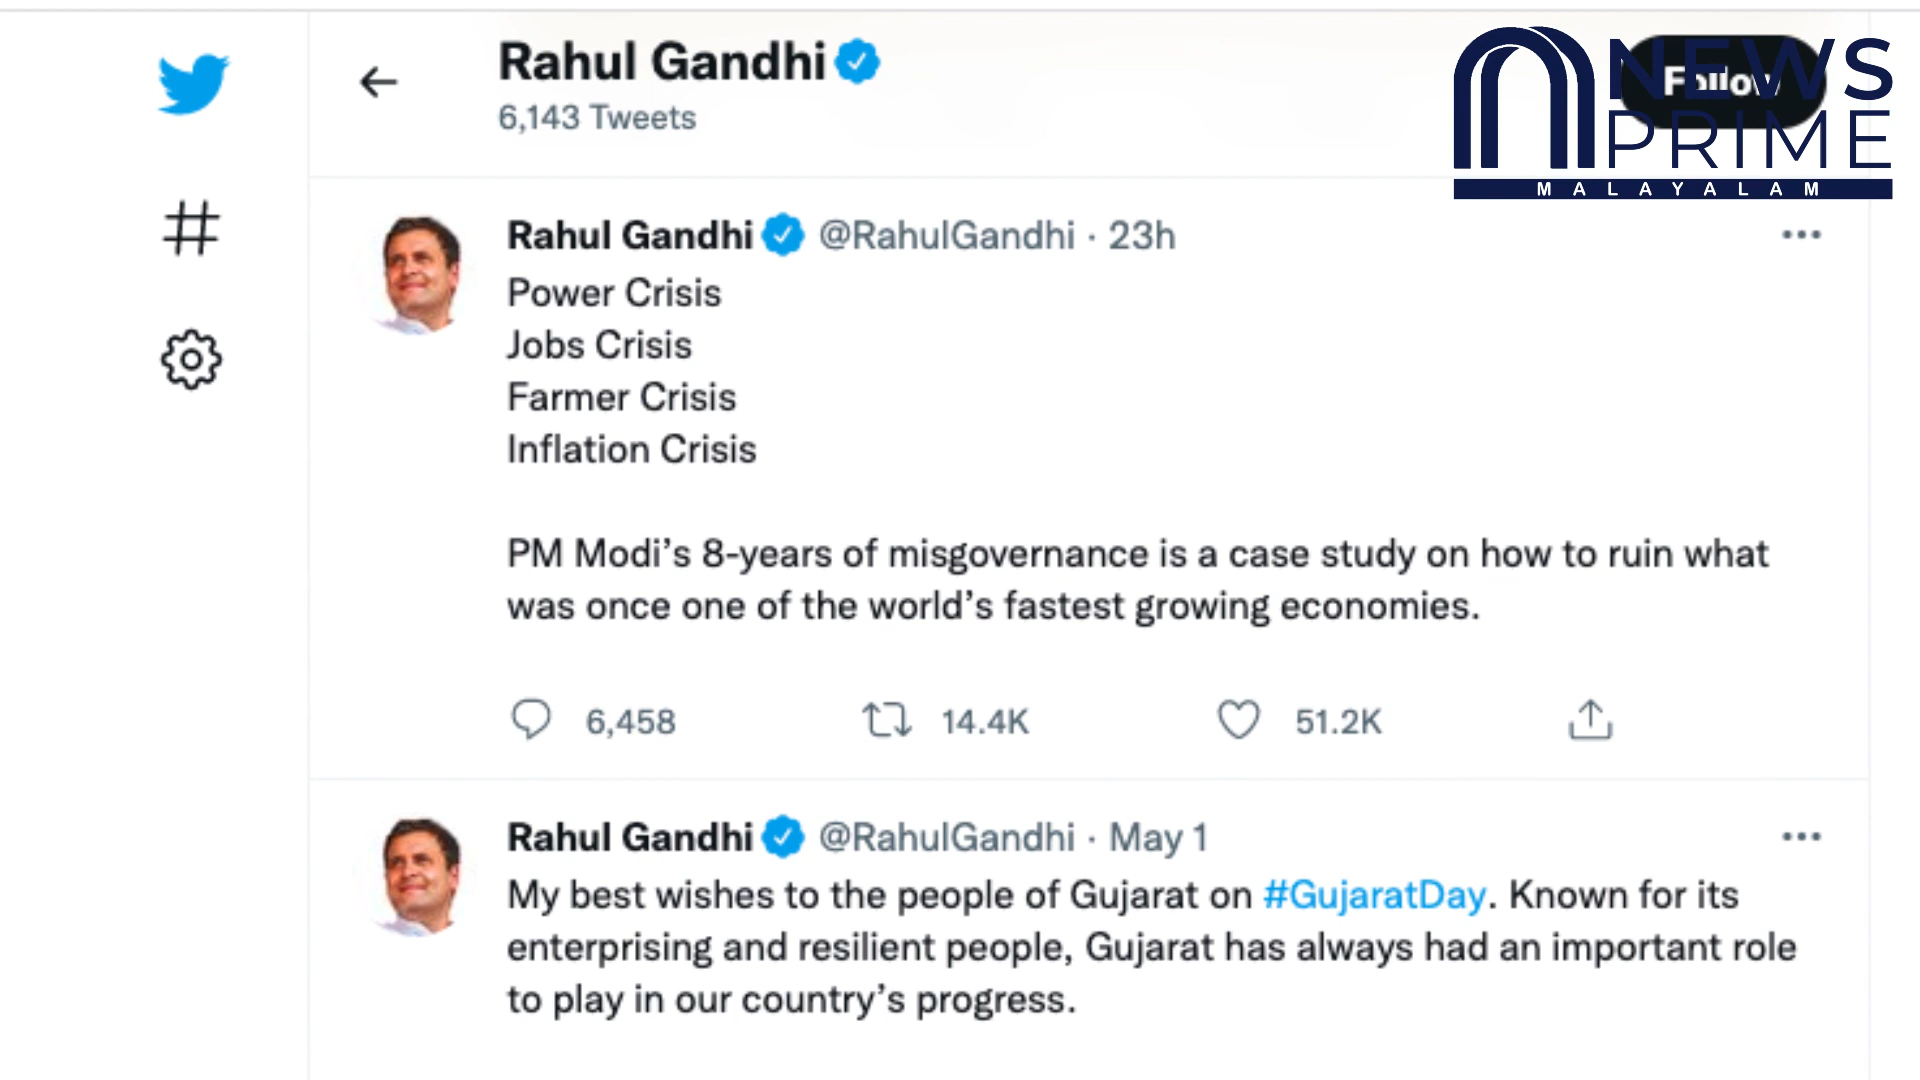 Rahul Gandhi
6,143 Tweets
Follow
NEWS
PRIME
MALAYALAM
Rahul Gandhi @RahulGandhi · 23h
Power Crisis
Jobs Crisis
Farmer Crisis
Inflation Crisis
PM Modi’s 8-years of misgovernance is a case study on how to ruin what
was once one of the world’s fastest growing economies.
6,458 14.4K 51.2K
Rahul Gandhi @RahulGandhi · May 1
My best wishes to the people of Gujarat on #GujaratDay. Known for its
enterprising and resilient people, Gujarat has always had an important role
to play in our country’s progress.